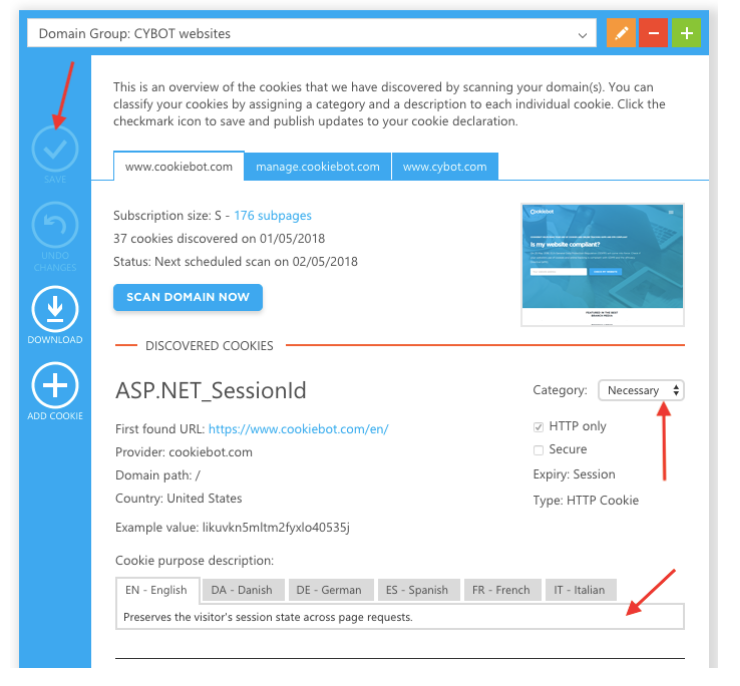 Domain Group: CYBOT websites
This is an overview of the cookies that we have discovered by scanning your domain(s). You can
classify your cookies by assigning a category and a description to each individual cookie. Click the
checkmark icon to save and publish updates to your cookie declaration.
SAVE
www.cookiebot.com manage.cookiebot.com www.cybot.com
UNDO
CHANGES
Subscription size: S - 176 subpages
37 cookies discovered on 01/05/2018
Status: Next scheduled scan on 02/05/2018
Cookiebot
Is my website compliant?
SCAN DOMAIN NOW
DOWNLOAD
DISCOVERED COOKIES
ADD COOKIE
ASP.NET_SessionId
Category: Necessary
First found URL: https://www.cookiebot.com/en/
HTTP only
Provider: cookiebot.com
Secure
Domain path: /
Expiry: Session
Country: United States
Type: HTTP Cookie
Example value: likuvkn5mltm2fyxlo40535j
Cookie purpose description:
EN - English DA - Danish DE - German ES - Spanish FR - French IT - Italian
Preserves the visitor's session state across page requests.